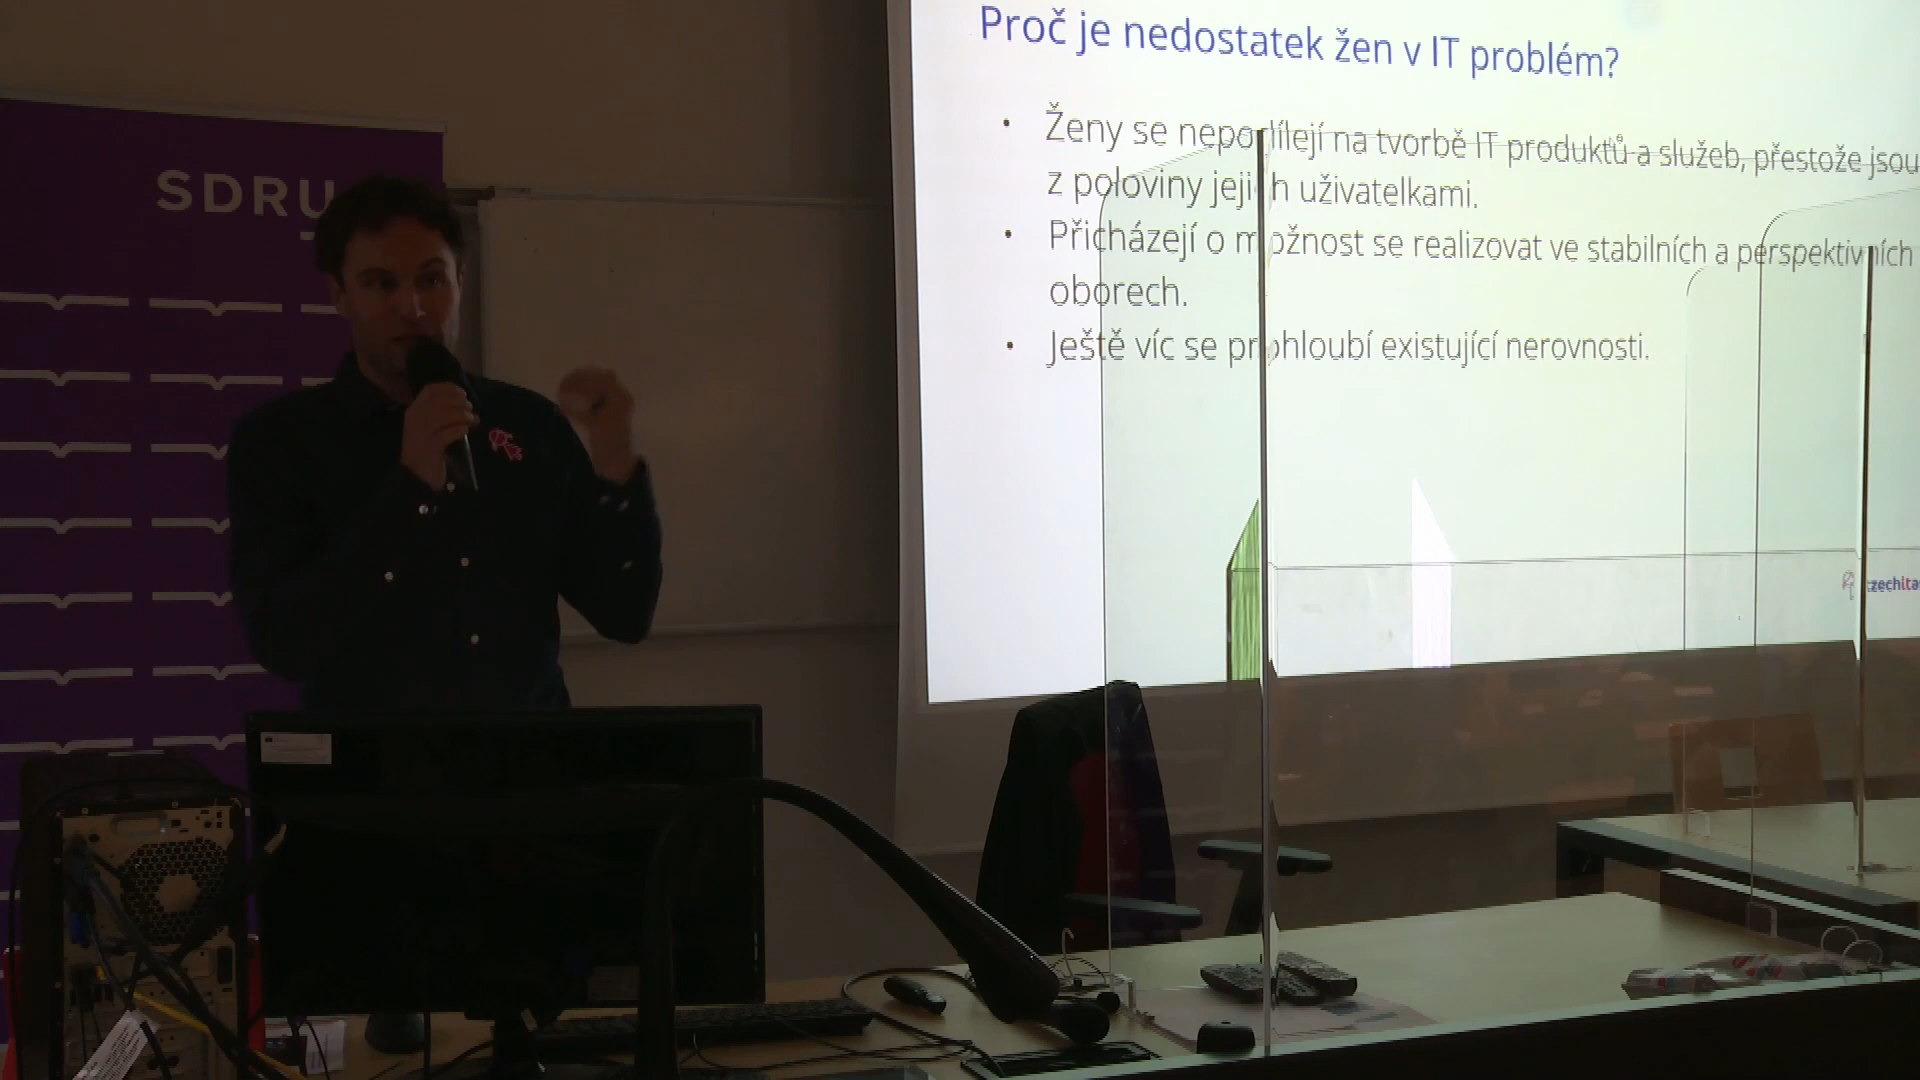 Proč je nedostatek žen v IT problém?
Ženy se nepodílejí na tvorbě IT produktů a služeb, přestože jsou
z poloviny jejich uživatelkami.
Přicházejí o možnost se realizovat ve stabilních a perspektivních
oborech.
Ještě víc se prohloubí existující nerovnosti.
SDRU
czechita